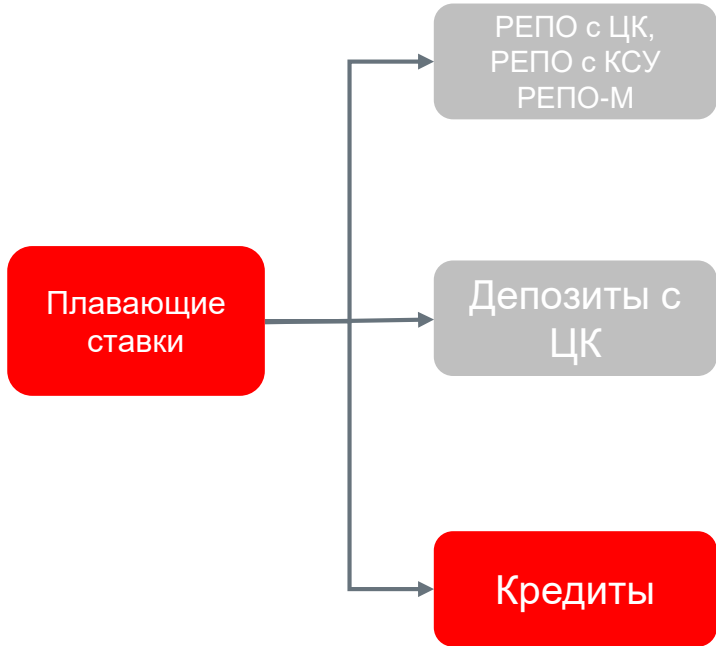 РЕПО с ЦК,
РЕПО с КСУ
РЕПО-М
Плавающие
ставки
Депозиты с
ЦК
Кредиты